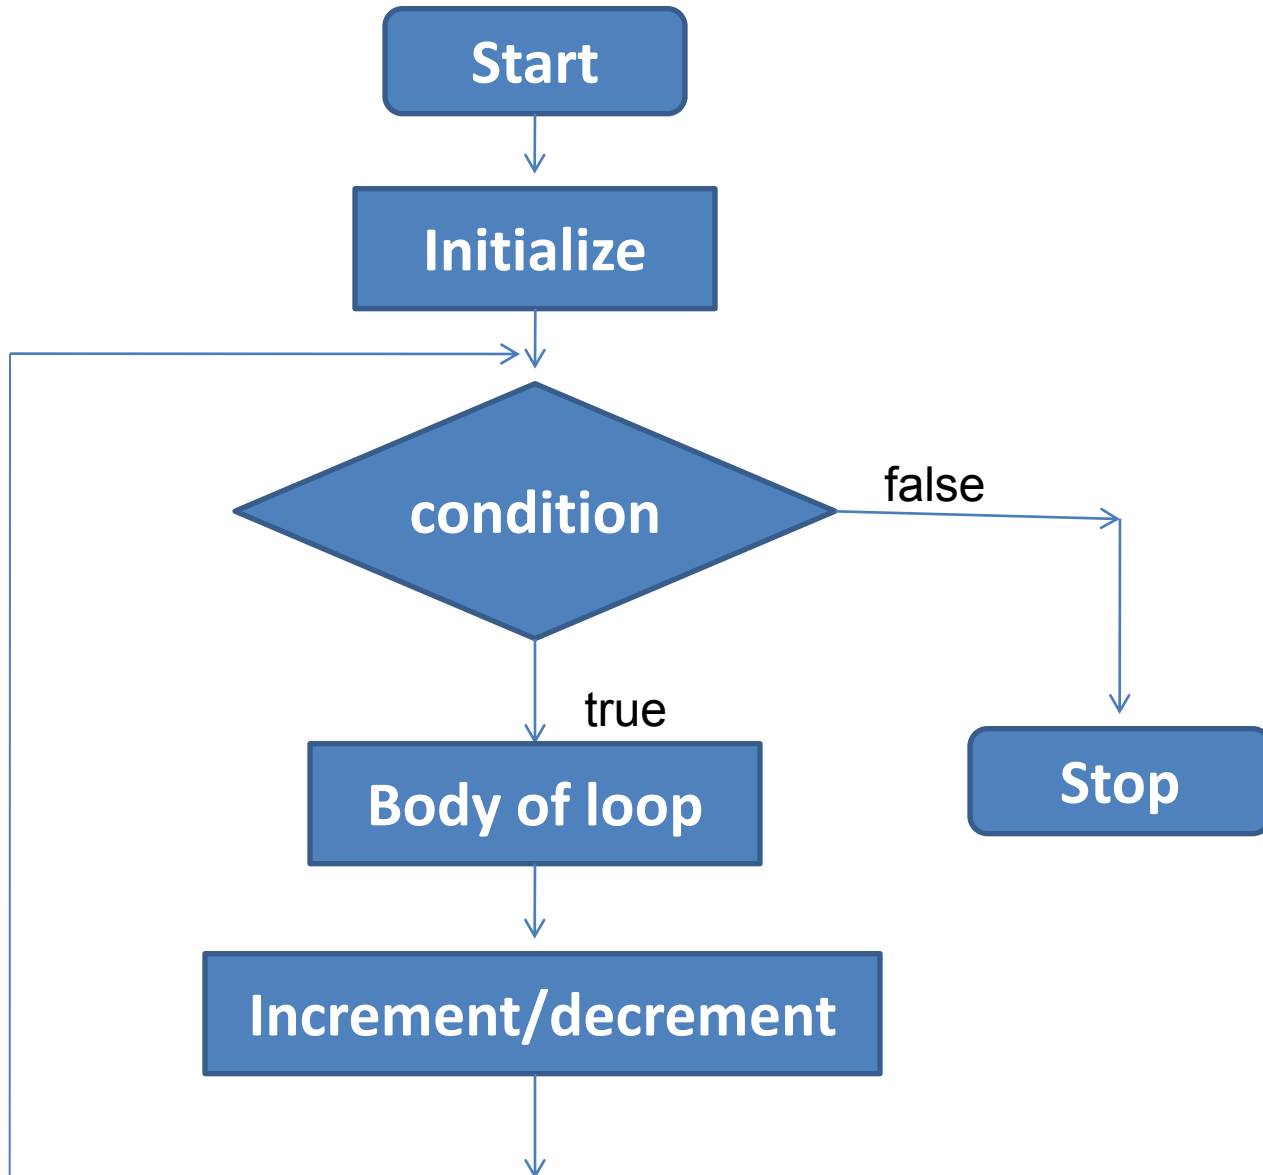 Start
Initialize
condition
false
true
Body of loop
Stop
Increment/decrement